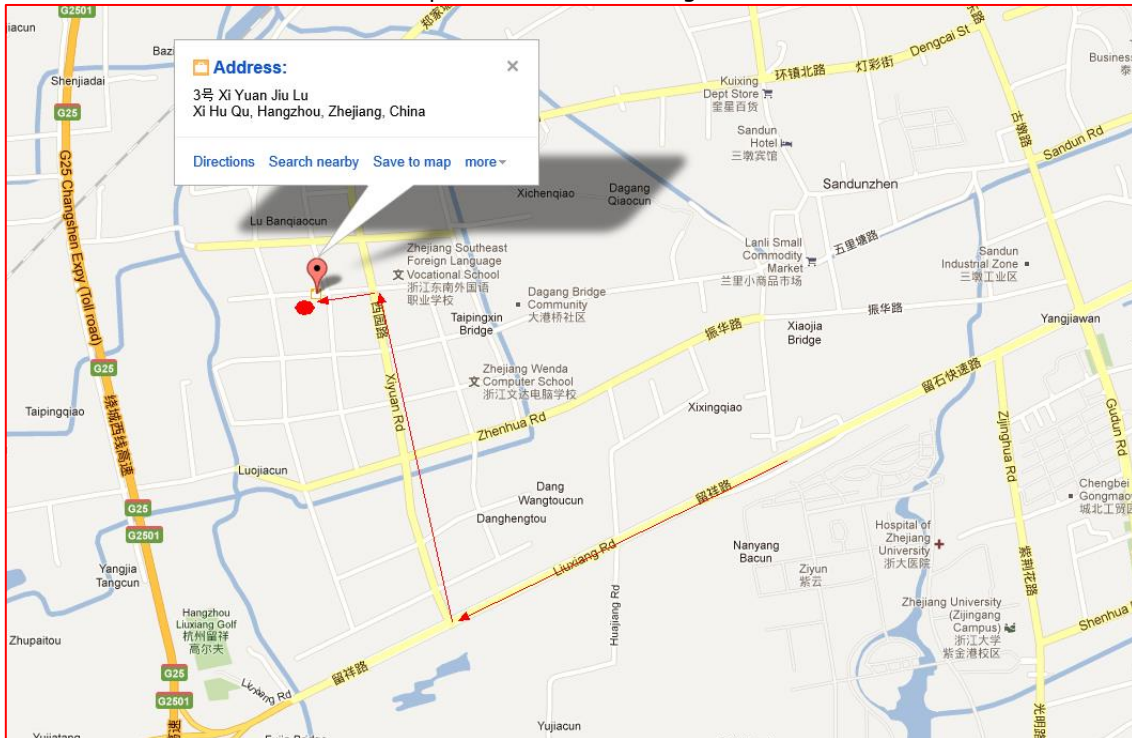 G2501
iacun
Shenjiadai
G25
G25 Changshen Expy (Toll road)
Address:
3号 Xi Yuan Jiu Lu
Xi Hu Qu, Hangzhou, Zhejiang, China
Directions
Search nearby
Save to map
more
环镇北路
灯彩街
Dengcai St
Kuixing
Dept Store
奎星百货
Sandun
Hotel
三墩宾馆
古墩路
Sandun Rd
Sandunzhen
Xichenqiao
Dagang
Qiaocun
Lu Banqiaocun
Zhejiang Southeast
Foreign Language
Vocational School
浙江东南外国语
职业学校
Lanli Small
Commodity
Market
兰里小商品市场
五里塘路
Sandun
Industrial Zone
三墩工业区
Dagang Bridge
Community
大港桥社区
Taipingxin
Bridge
西园路
Xiyuan Rd
振华路
振华路
Xiaojia
Bridge
Yangjiawan
G25
绕城西线高速
Zhejiang Wenda
Computer School
浙江文达电脑学校
留石快速路
Taipingqiao
Xixingqiao
Zhenhua Rd
Zijinghua Rd
Gudun Rd
Luojiacun
Dang
Wangtoucun
Danghengtou
留祥路
Chengbei
城北工贸
G25
G2501
Liuxiang Rd
Hospital of
Zhejiang
University
浙大医院
Nanyang
Bacun
Ziyun
紫云
紫荆花路
Yangjia
Tangcun
Hangzhou
Liuxiang Golf
杭州留祥
高尔夫
Huajiang Rd
Zhejiang University
(Zijingang
Campus)
浙江大学
紫金港校区
Shenhua Rd
Zhupaitou
G25
G2501
Liuxiang Rd
留祥路
光明路
Yujiacun